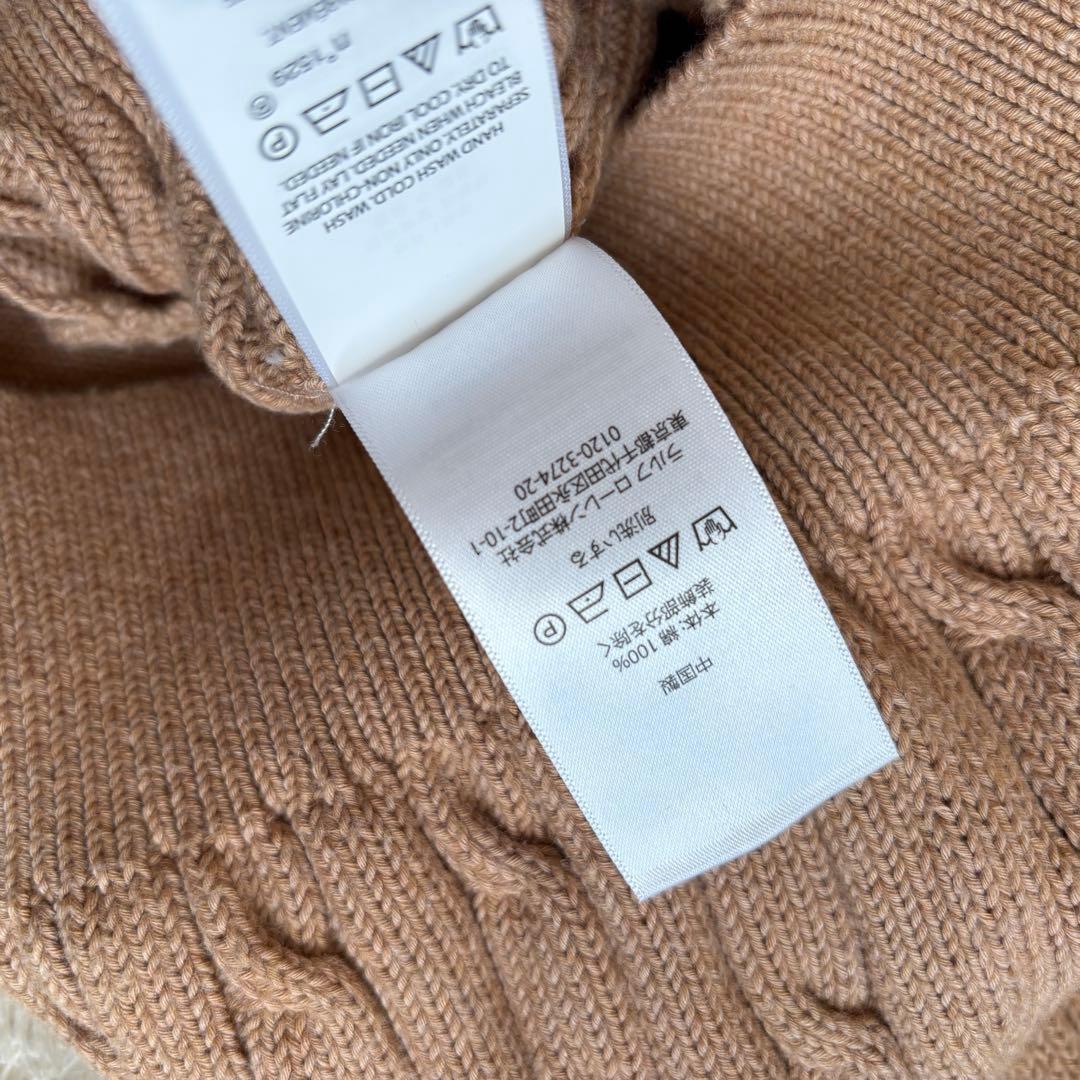 中国製
本体: 綿 100%
装飾部分を除く
P
別洗いする
ラルフローレン株式会社
東京都千代田区永田町2-10-1
0120-3274-20
HAND WASH COLD. WASH
SEPARATELY ONLY NON-CHLORINE
BLEACH WHEN NEEDED. LAY FLAT
TO DRY. COOL IRON IF NEEDED.
P